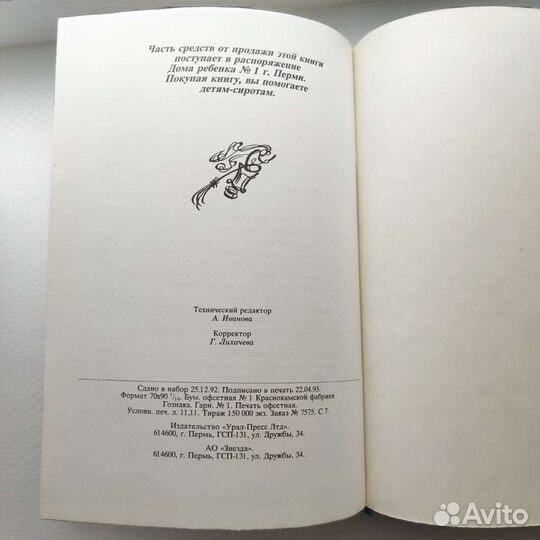 Часть средств от продажи этой книги
поступает в распоряжение
Дома ребенка № 1 г. Перми.
Покупая книгу, вы помогаете
детям-сиротам.
Технический редактор
А. Иванова
Корректор
Г. Лихачева
Сдано в набор 25.12.92. Подписано в печать 22.04.93.
Формат 70х90 1/16. Бум. офсетная № 1 Краснокамской фабрики
Гознака. Гарн. № 1. Печать офсетная.
Условн. печ. л. 11,11. Тираж 150 000 экз. Заказ № 7575. С 7.
Издательство «Урал-Пресс Лтд».
614600, г. Пермь, ГСП-131, ул. Дружбы, 34.
АО «Звезда».
614600, г. Пермь, ГСП-131, ул. Дружбы, 34.
Avito